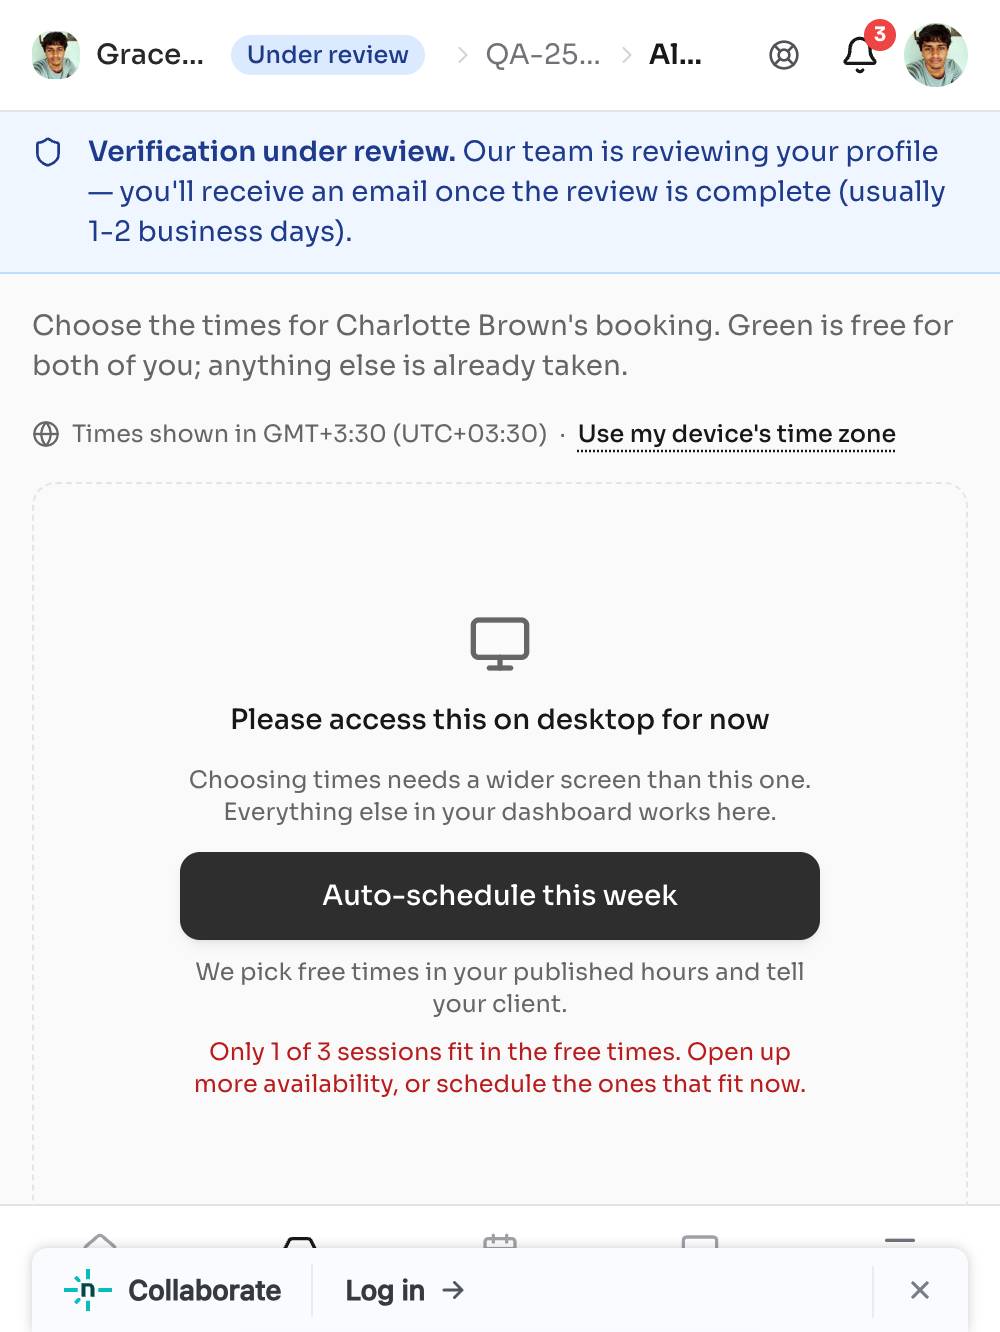 Grace...
Under review
QA-25...
Al...
3
Verification under review. Our team is reviewing your profile
— you'll receive an email once the review is complete (usually
1-2 business days).
Choose the times for Charlotte Brown's booking. Green is free for
both of you; anything else is already taken.
Times shown in GMT+3:30 (UTC+03:30) · Use my device's time zone
Please access this on desktop for now
Choosing times needs a wider screen than this one.
Everything else in your dashboard works here.
Auto-schedule this week
We pick free times in your published hours and tell
your client.
Only 1 of 3 sessions fit in the free times. Open up
more availability, or schedule the ones that fit now.
n Collaborate
Log in →